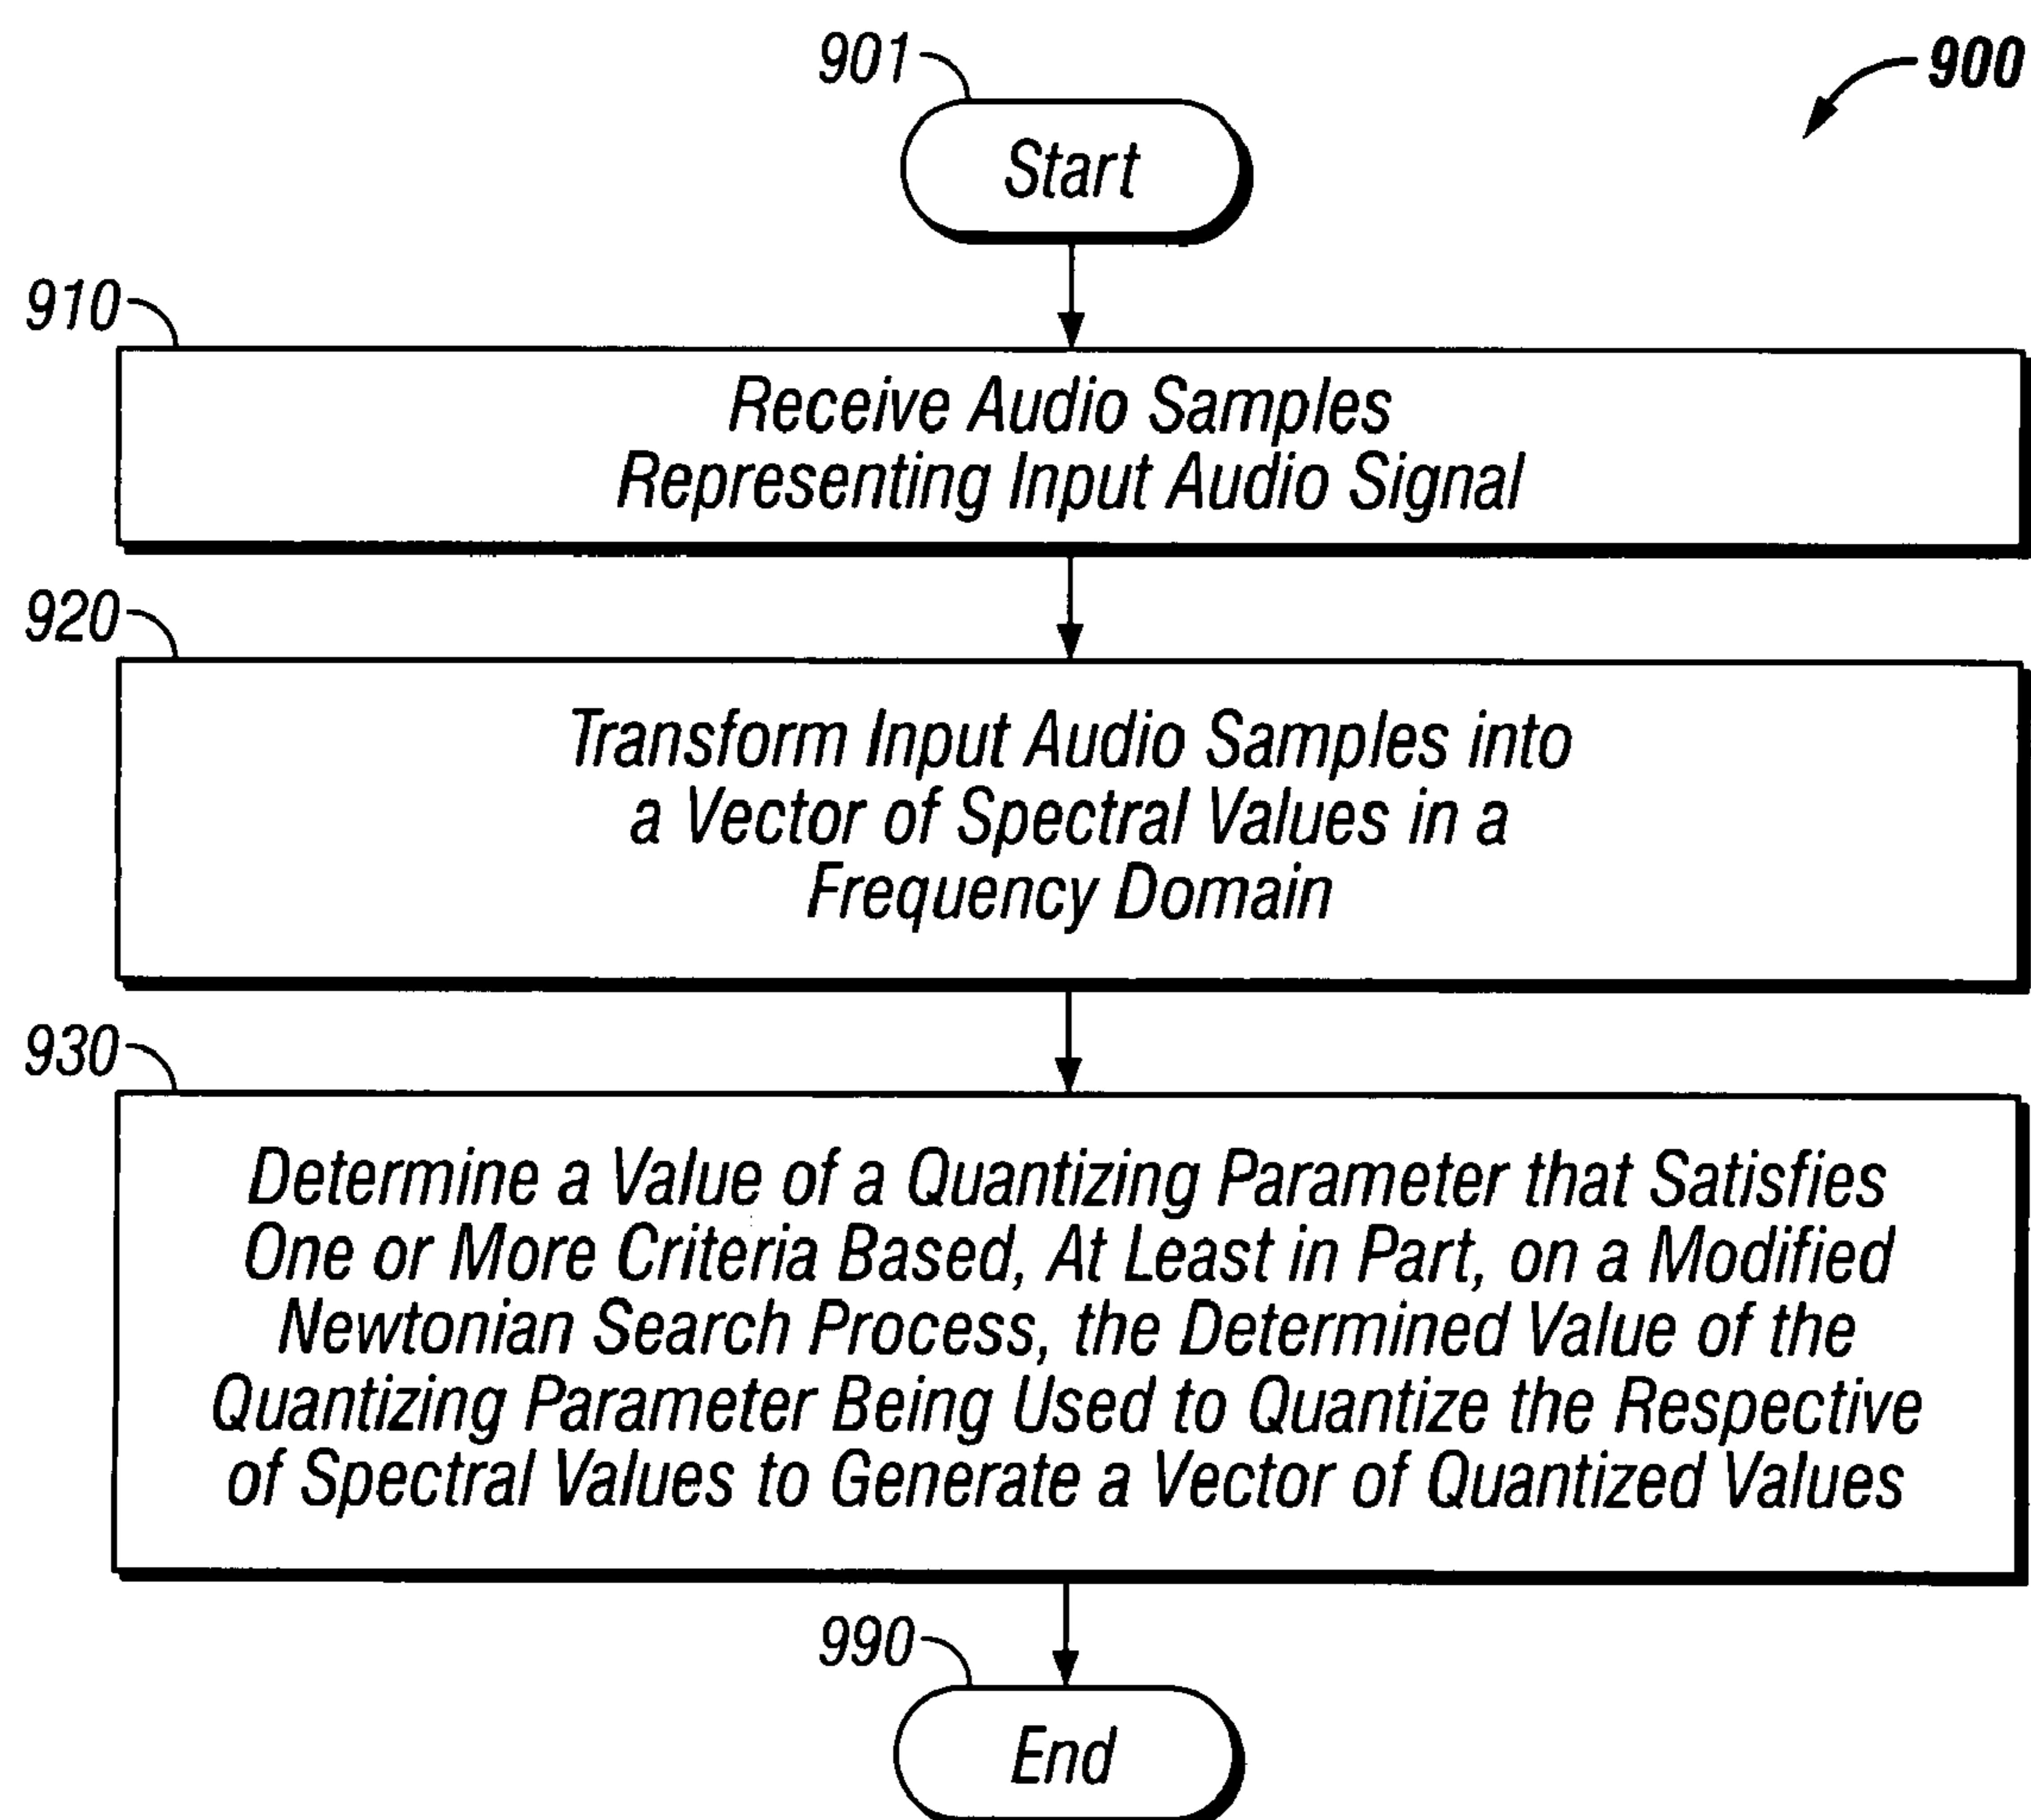 901
900
Start
910
Receive Audio Samples
Representing Input Audio Signal
920
Transform Input Audio Samples into
a Vector of Spectral Values in a
Frequency Domain
930
Determine a Value of a Quantizing Parameter that Satisfies
One or More Criteria Based, At Least in Part, on a Modified
Newtonian Search Process, the Determined Value of the
Quantizing Parameter Being Used to Quantize the Respective
of Spectral Values to Generate a Vector of Quantized Values
990
End